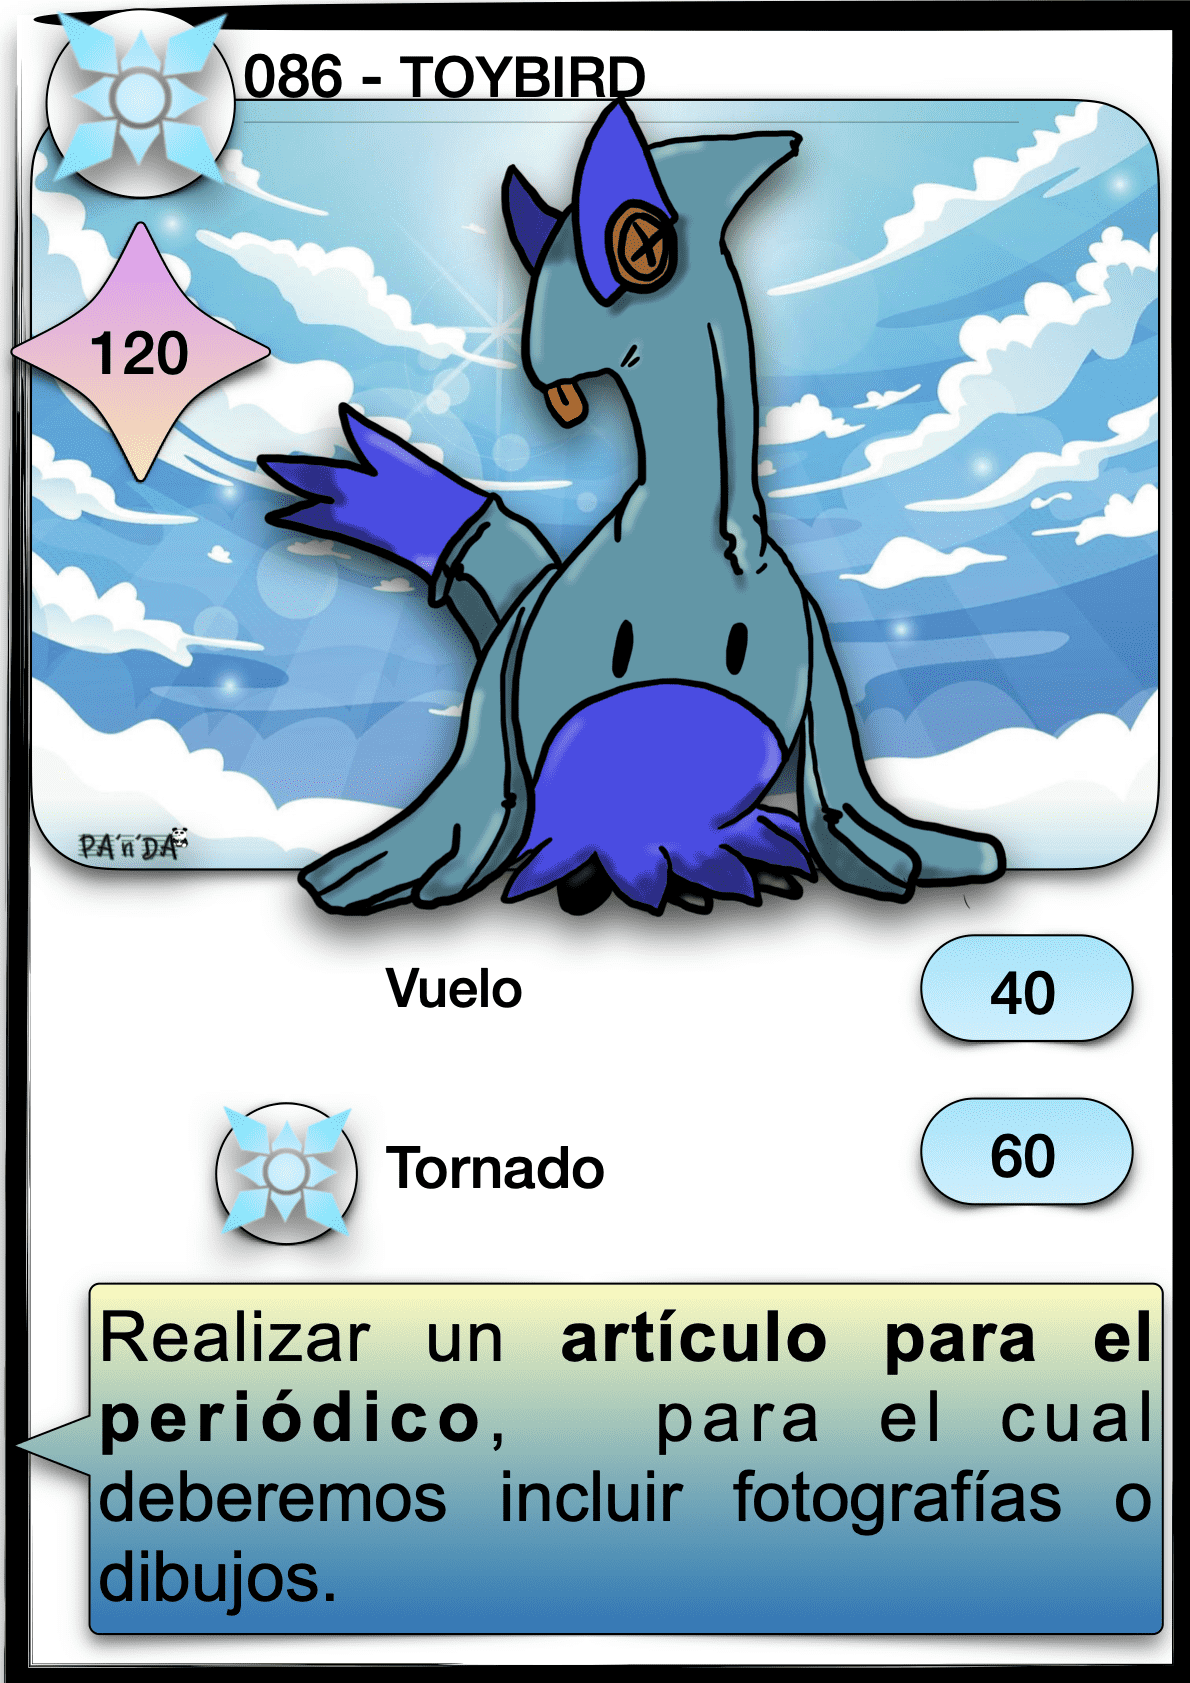 086 - TOYBIRD
120
PA'n'DA
Vuelo
40
Tornado
60
Realizar un artículo para el
periódico, para el cual
deberemos incluir fotografías o
dibujos.